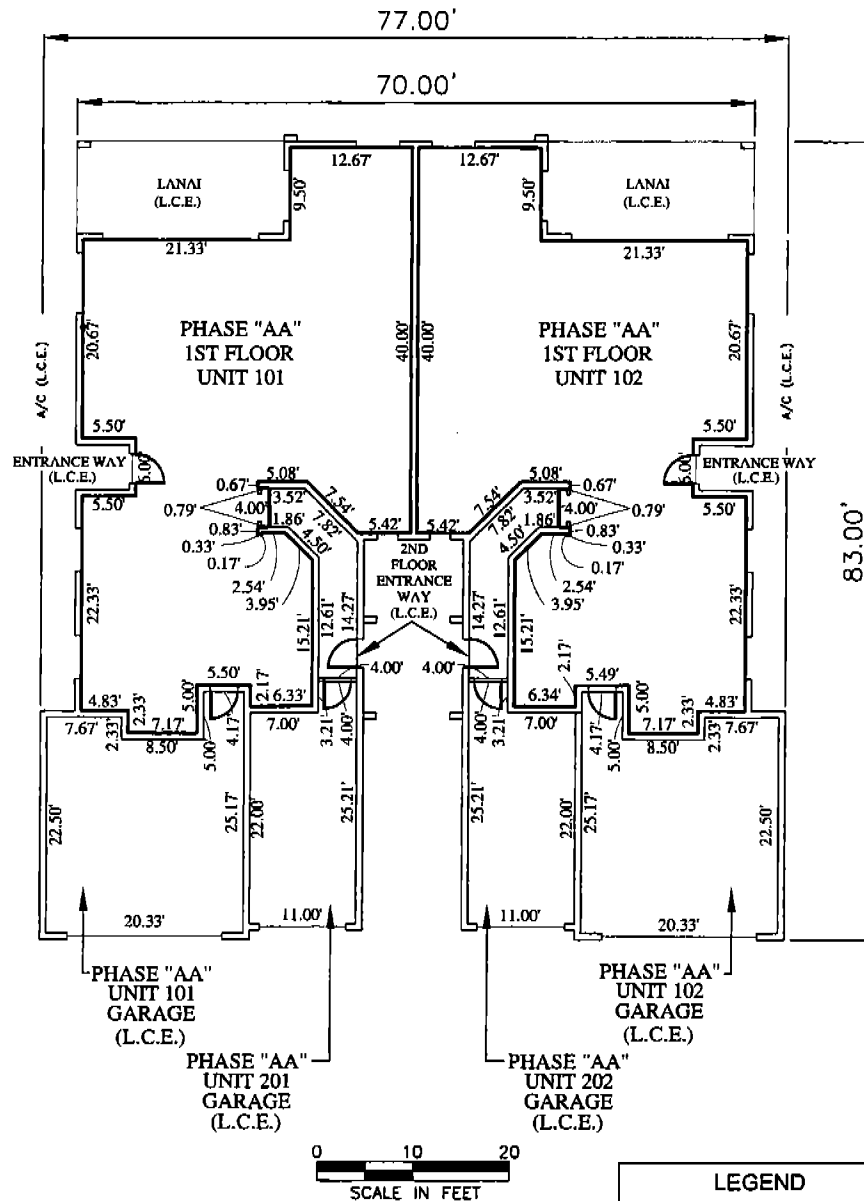 77.00'
70.00'
12.67' 12.67'
LANAI
(L.C.E.)
9.50' 9.50'
LANAI
(L.C.E.)
21.33' 21.33'
PHASE "AA"
1ST FLOOR
UNIT 101
PHASE "AA"
1ST FLOOR
UNIT 102
20.67' 40.00' 40.00' 20.67'
A/C (L.C.E.) A/C (L.C.E.)
83.00'
5.50' 5.50'
ENTRANCE WAY
(L.C.E.)
6.00' 6.00'
ENTRANCE WAY
(L.C.E.)
5.50' 5.50'
5.08' 5.08'
0.67' 7.54' 7.54' 0.67'
3.52' 3.52'
0.79' 4.00' 7.82' 7.82' 4.00' 0.79'
0.83' 1.86' 4.50' 5.42' 5.42' 4.50' 1.86' 0.83'
0.33' 0.33'
0.17' 0.17'
2.54' 2.54'
3.95' 3.95'
2ND
FLOOR
ENTRANCE
WAY
(L.C.E.)
22.33' 15.21' 12.61' 14.27' 14.27' 12.61' 15.21' 22.33'
4.00' 4.00'
5.50' 2.17' 2.17' 5.49'
4.83' 5.00' 6.33' 6.34' 5.00' 4.83'
7.67' 2.33' 2.33' 7.17' 4.17' 7.00' 3.21' 4.00' 4.00' 3.21' 7.00' 4.17' 7.17' 2.33' 2.33' 7.67'
8.50' 5.00' 5.00' 8.50'
22.50' 25.17' 22.00' 25.21' 25.21' 22.00' 25.17' 22.50'
20.33' 11.00' 11.00' 20.33'
PHASE "AA"
UNIT 101
GARAGE
(L.C.E.)
PHASE "AA"
UNIT 102
GARAGE
(L.C.E.)
PHASE "AA"
UNIT 201
GARAGE
(L.C.E.)
PHASE "AA"
UNIT 202
GARAGE
(L.C.E.)
0 10 20
SCALE IN FEET
LEGEND